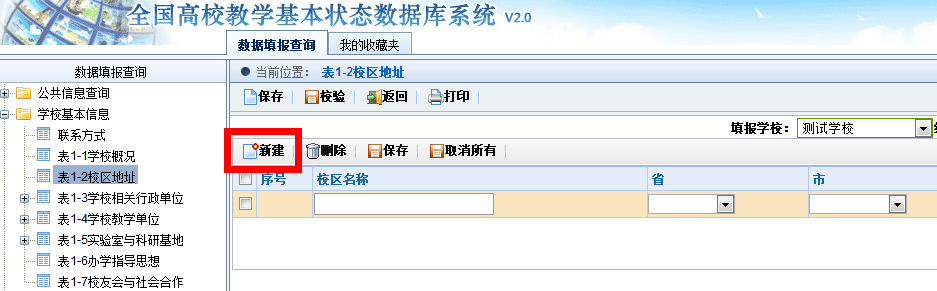 全国高校教学基本状态数据库系统 V2.0
数据填报查询 我的收藏夹
数据填报查询
公共信息查询
学校基本信息
联系方式
表1-1学校概况
表1-2校区地址
表1-3学校相关行政单位
表1-4学校教学单位
表1-5实验室与科研基地
表1-6办学指导思想
表1-7校友会与社会合作
当前位置： 表1-2校区地址
保存 校验 返回 打印
填报学校： 测试学校
新建 删除 保存 取消所有
序号 校区名称 省 市